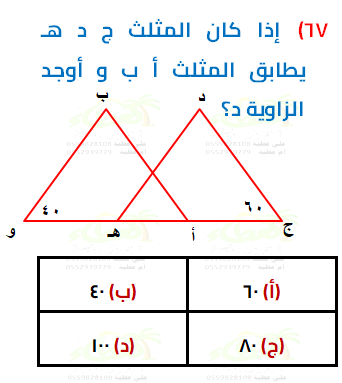 ٦٧) إذا كان المثلث ج د هـ
يطابق المثلث أ ب و أوجد
الزاوية د؟
ب د
٤٠ ٦٠
و هـ أ ج
(أ) ٦٠ (ب) ٤٠
(ج) ٨٠ (د) ١٠٠